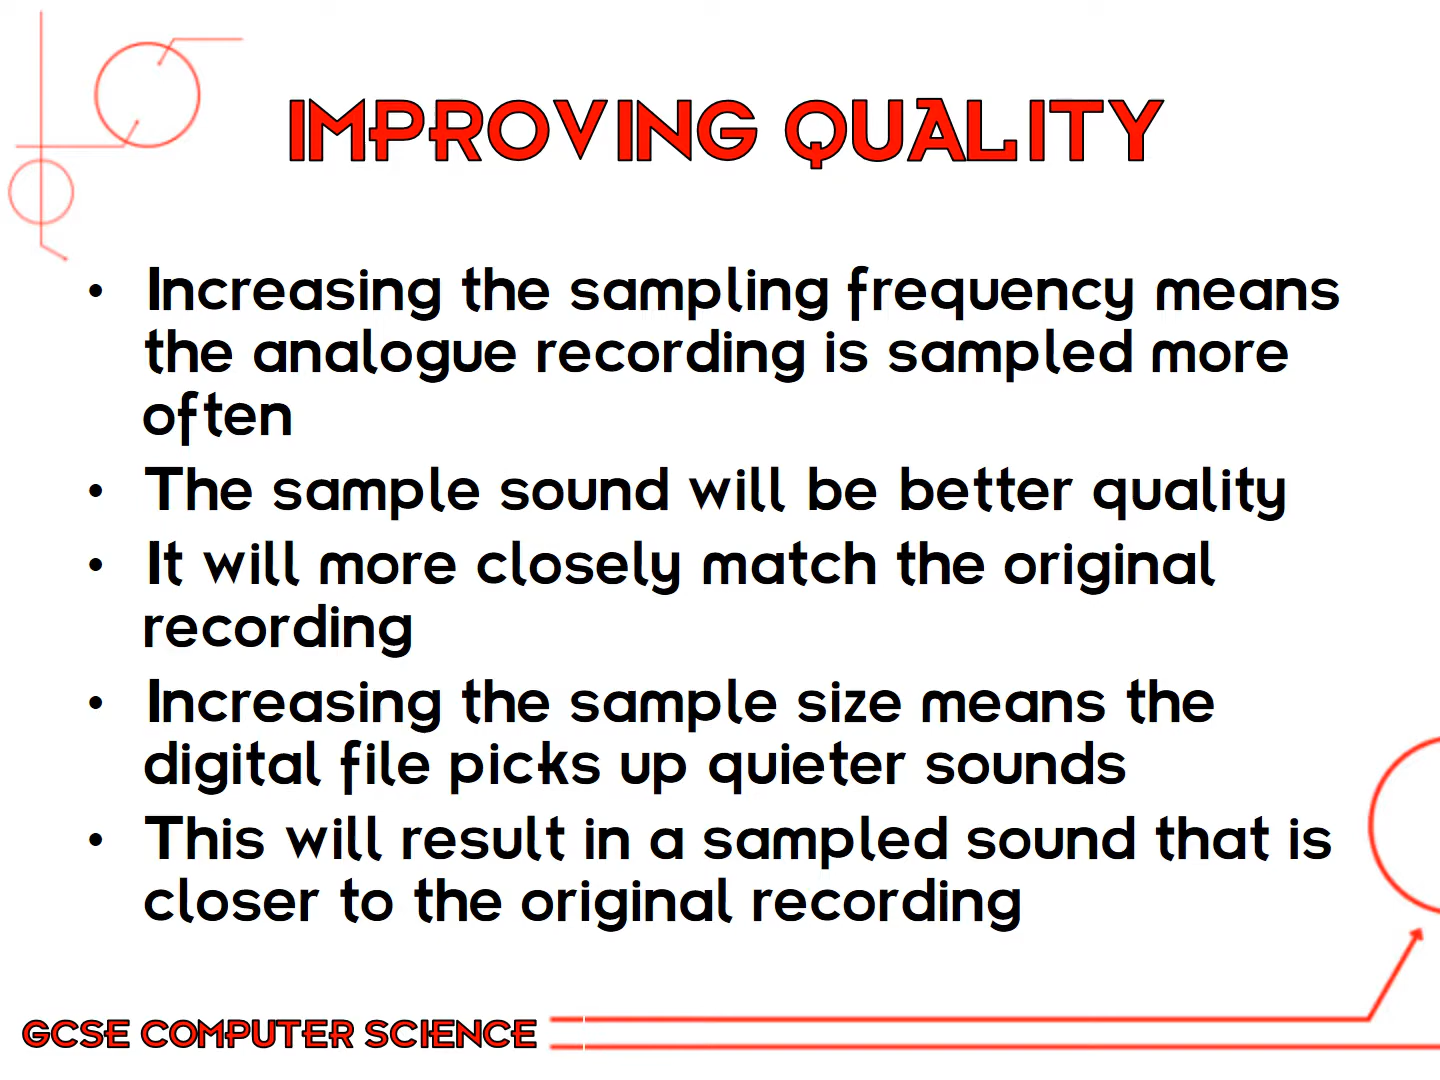 IMPROVING QUALITY
• Increasing the sampling frequency means
the analogue recording is sampled more
often
• The sample sound will be better quality
• It will more closely match the original
recording
• Increasing the sample size means the
digital file picks up quieter sounds
• This will result in a sampled sound that is
closer to the original recording
GCSE COMPUTER SCIENCE